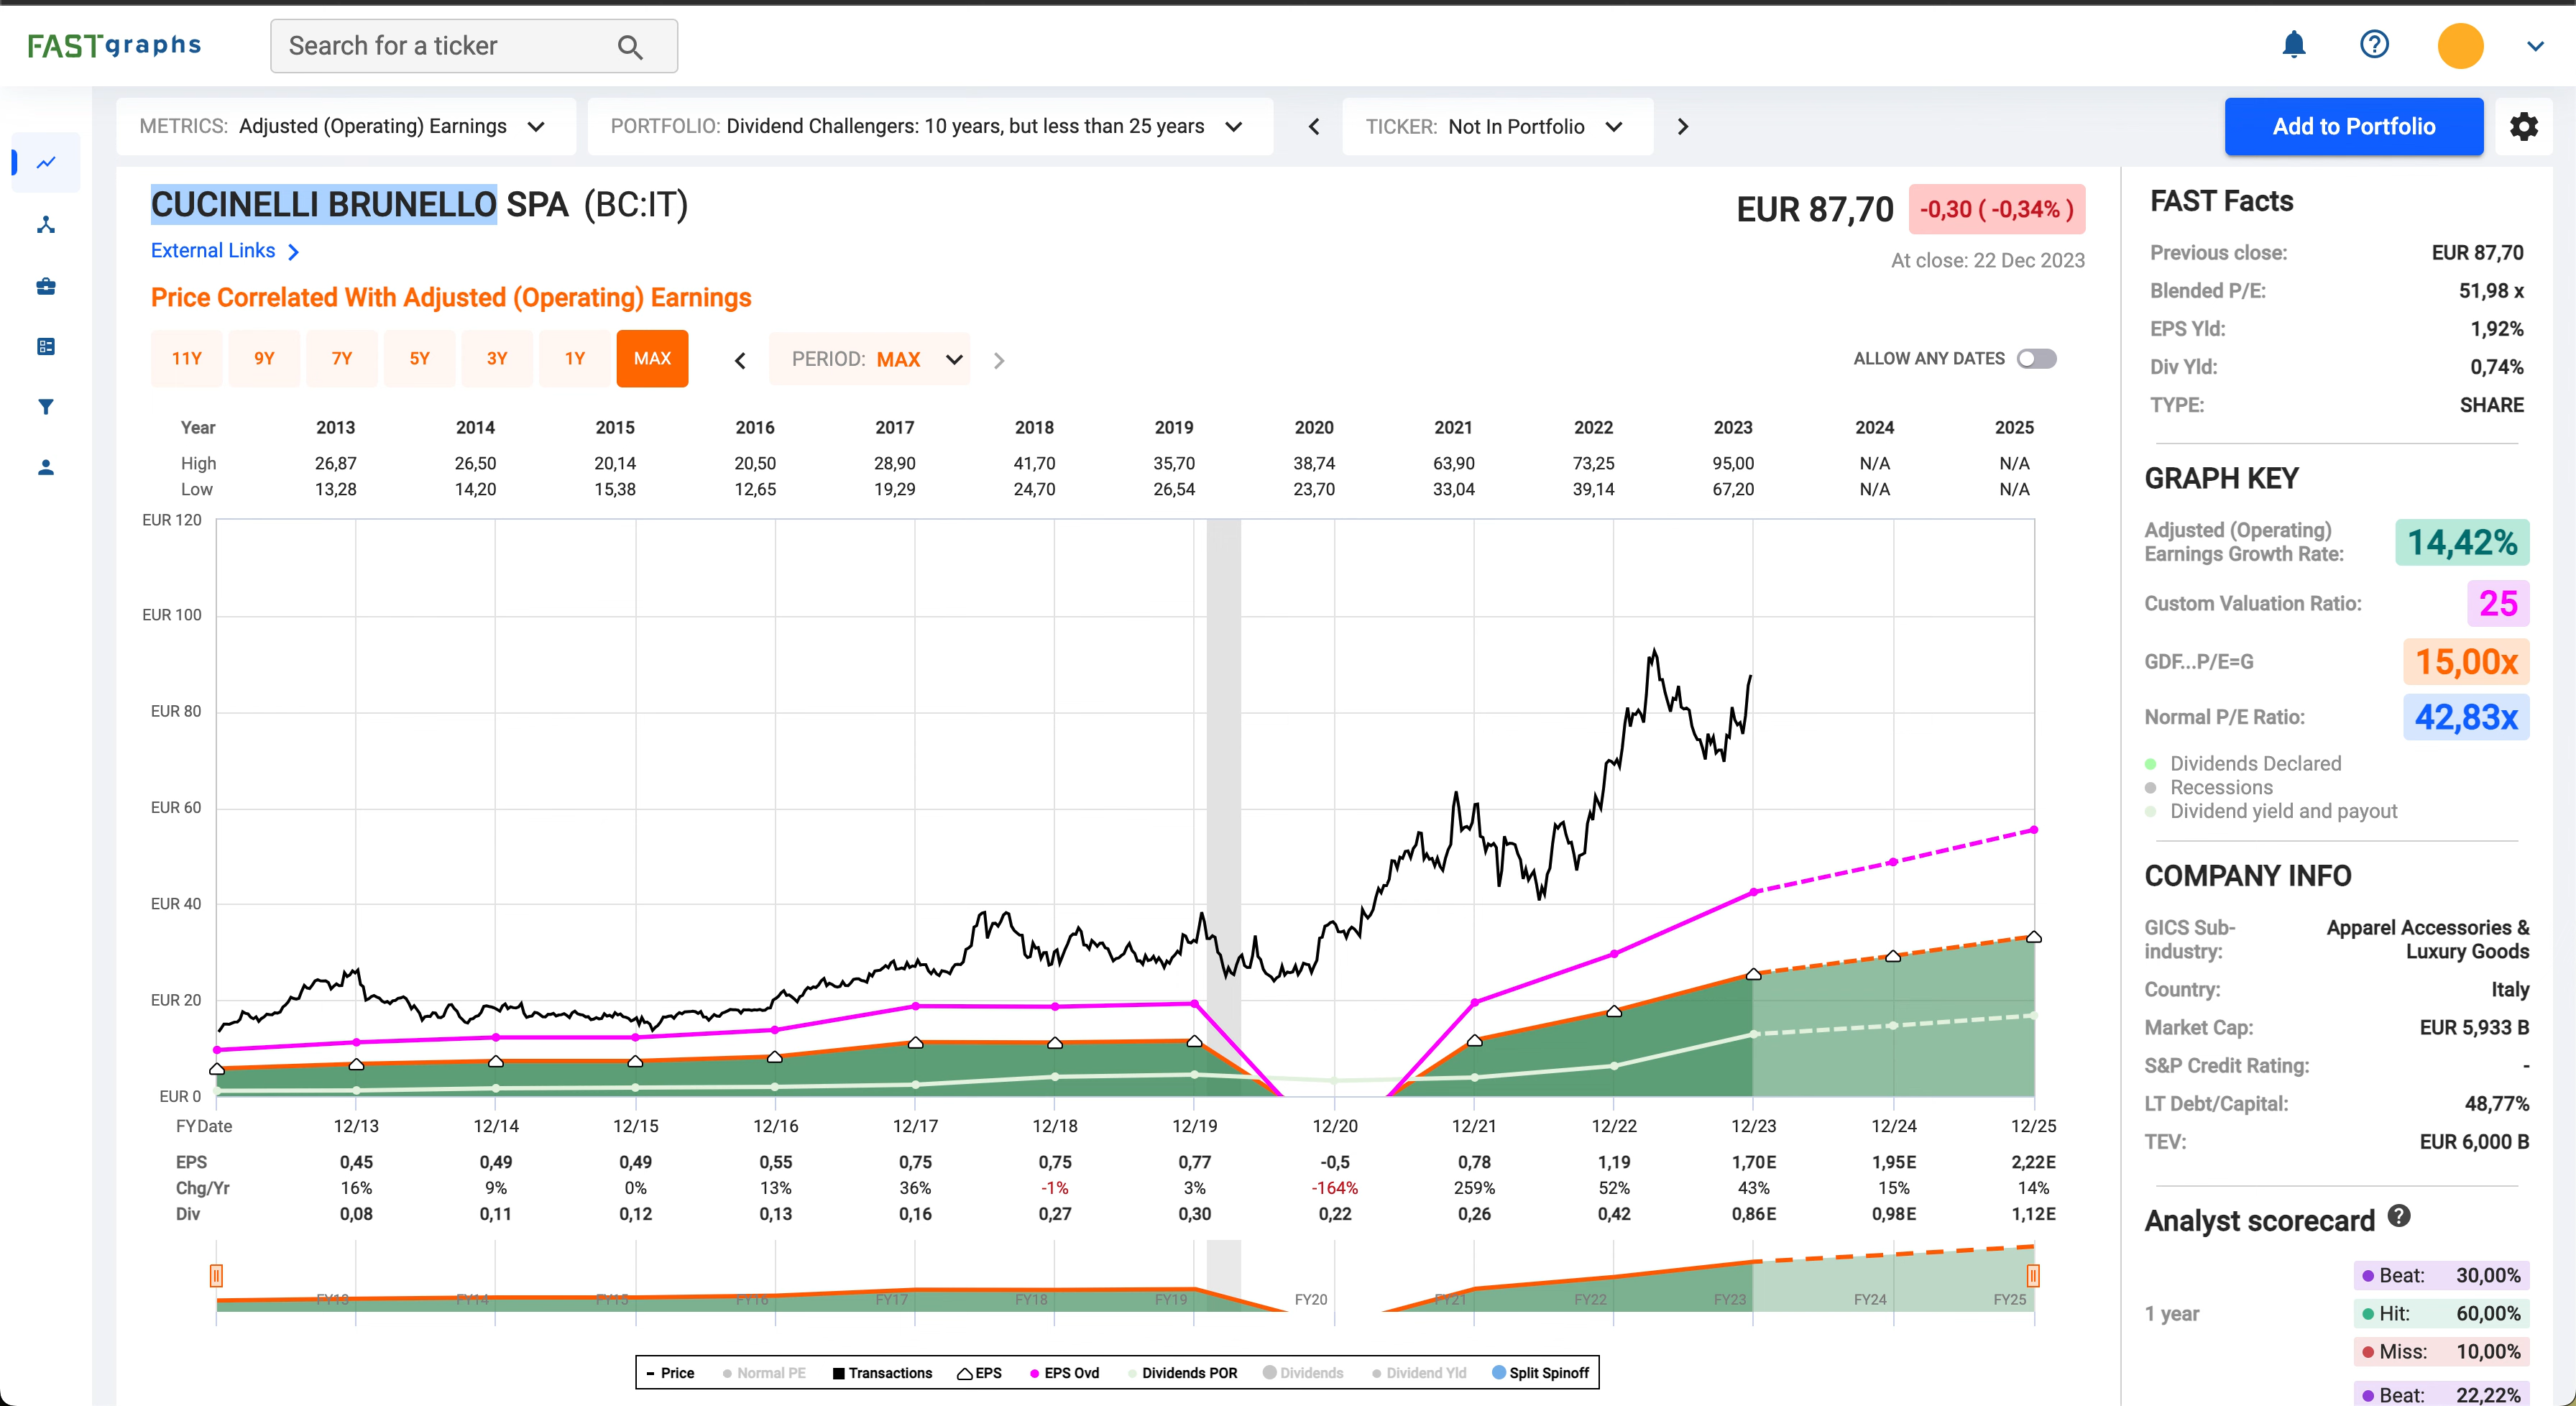 FASTgraphs
Search for a ticker
METRICS: Adjusted (Operating) Earnings
PORTFOLIO: Dividend Challengers: 10 years, but less than 25 years
TICKER: Not In Portfolio
Add to Portfolio
CUCINELLI BRUNELLO SPA (BC:IT)
EUR 87,70 -0,30 ( -0,34% )
External Links
At close: 22 Dec 2023
Price Correlated With Adjusted (Operating) Earnings
11Y 9Y 7Y 5Y 3Y 1Y MAX
PERIOD: MAX
ALLOW ANY DATES
Year 2013 2014 2015 2016 2017 2018 2019 2020 2021 2022 2023 2024 2025
High 26,87 26,50 20,14 20,50 28,90 41,70 35,70 38,74 63,90 73,25 95,00 N/A N/A
Low 13,28 14,20 15,38 12,65 19,29 24,70 26,54 23,70 33,04 39,14 67,20 N/A N/A
EUR 120
EUR 100
EUR 80
EUR 60
EUR 40
EUR 20
EUR 0
FYDate 12/13 12/14 12/15 12/16 12/17 12/18 12/19 12/20 12/21 12/22 12/23 12/24 12/25
EPS 0,45 0,49 0,49 0,55 0,75 0,75 0,77 -0,5 0,78 1,19 1,70E 1,95E 2,22E
Chg/Yr 16% 9% 0% 13% 36% -1% 3% -164% 259% 52% 43% 15% 14%
Div 0,08 0,11 0,12 0,13 0,16 0,27 0,30 0,22 0,26 0,42 0,86E 0,98E 1,12E
FY13 FY14 FY15 FY16 FY17 FY18 FY19 FY20 FY21 FY22 FY23 FY24 FY25
Price Normal PE Transactions EPS EPS Ovd Dividends POR Dividends Dividend Yld Split Spinoff
FAST Facts
Previous close: EUR 87,70
Blended P/E: 51,98 x
EPS Yld: 1,92%
Div Yld: 0,74%
TYPE: SHARE
GRAPH KEY
Adjusted (Operating)
Earnings Growth Rate: 14,42%
Custom Valuation Ratio: 25
GDF...P/E=G 15,00x
Normal P/E Ratio: 42,83x
Dividends Declared
Recessions
Dividend yield and payout
COMPANY INFO
GICS Sub- Apparel Accessories &
industry: Luxury Goods
Country: Italy
Market Cap: EUR 5,933 B
S&P Credit Rating: -
LT Debt/Capital: 48,77%
TEV: EUR 6,000 B
Analyst scorecard ?
Beat: 30,00%
1 year Hit: 60,00%
Miss: 10,00%
Beat: 22,22%